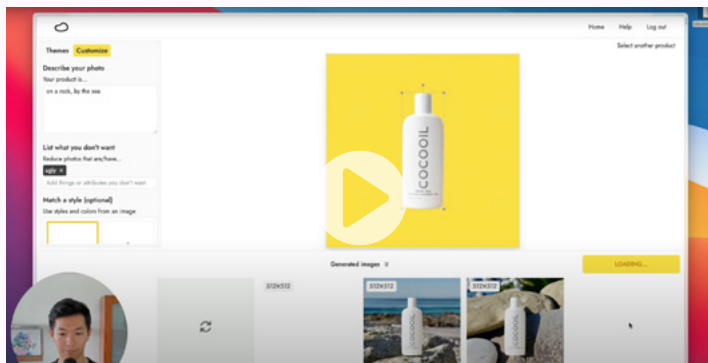 Home Help Log out
Select another product
Themes Customize
Describe your photo
Your product is...
on a rock, by the sea
List what you don't want
Reduce photos that are/have...
ugly x
Add things or attributes you don't want
Match a style (optional)
Use styles and colors from an image
COCOOIL
Generated images
LOADING...
512x512
512x512
512x512
COCOOIL
COCOOIL